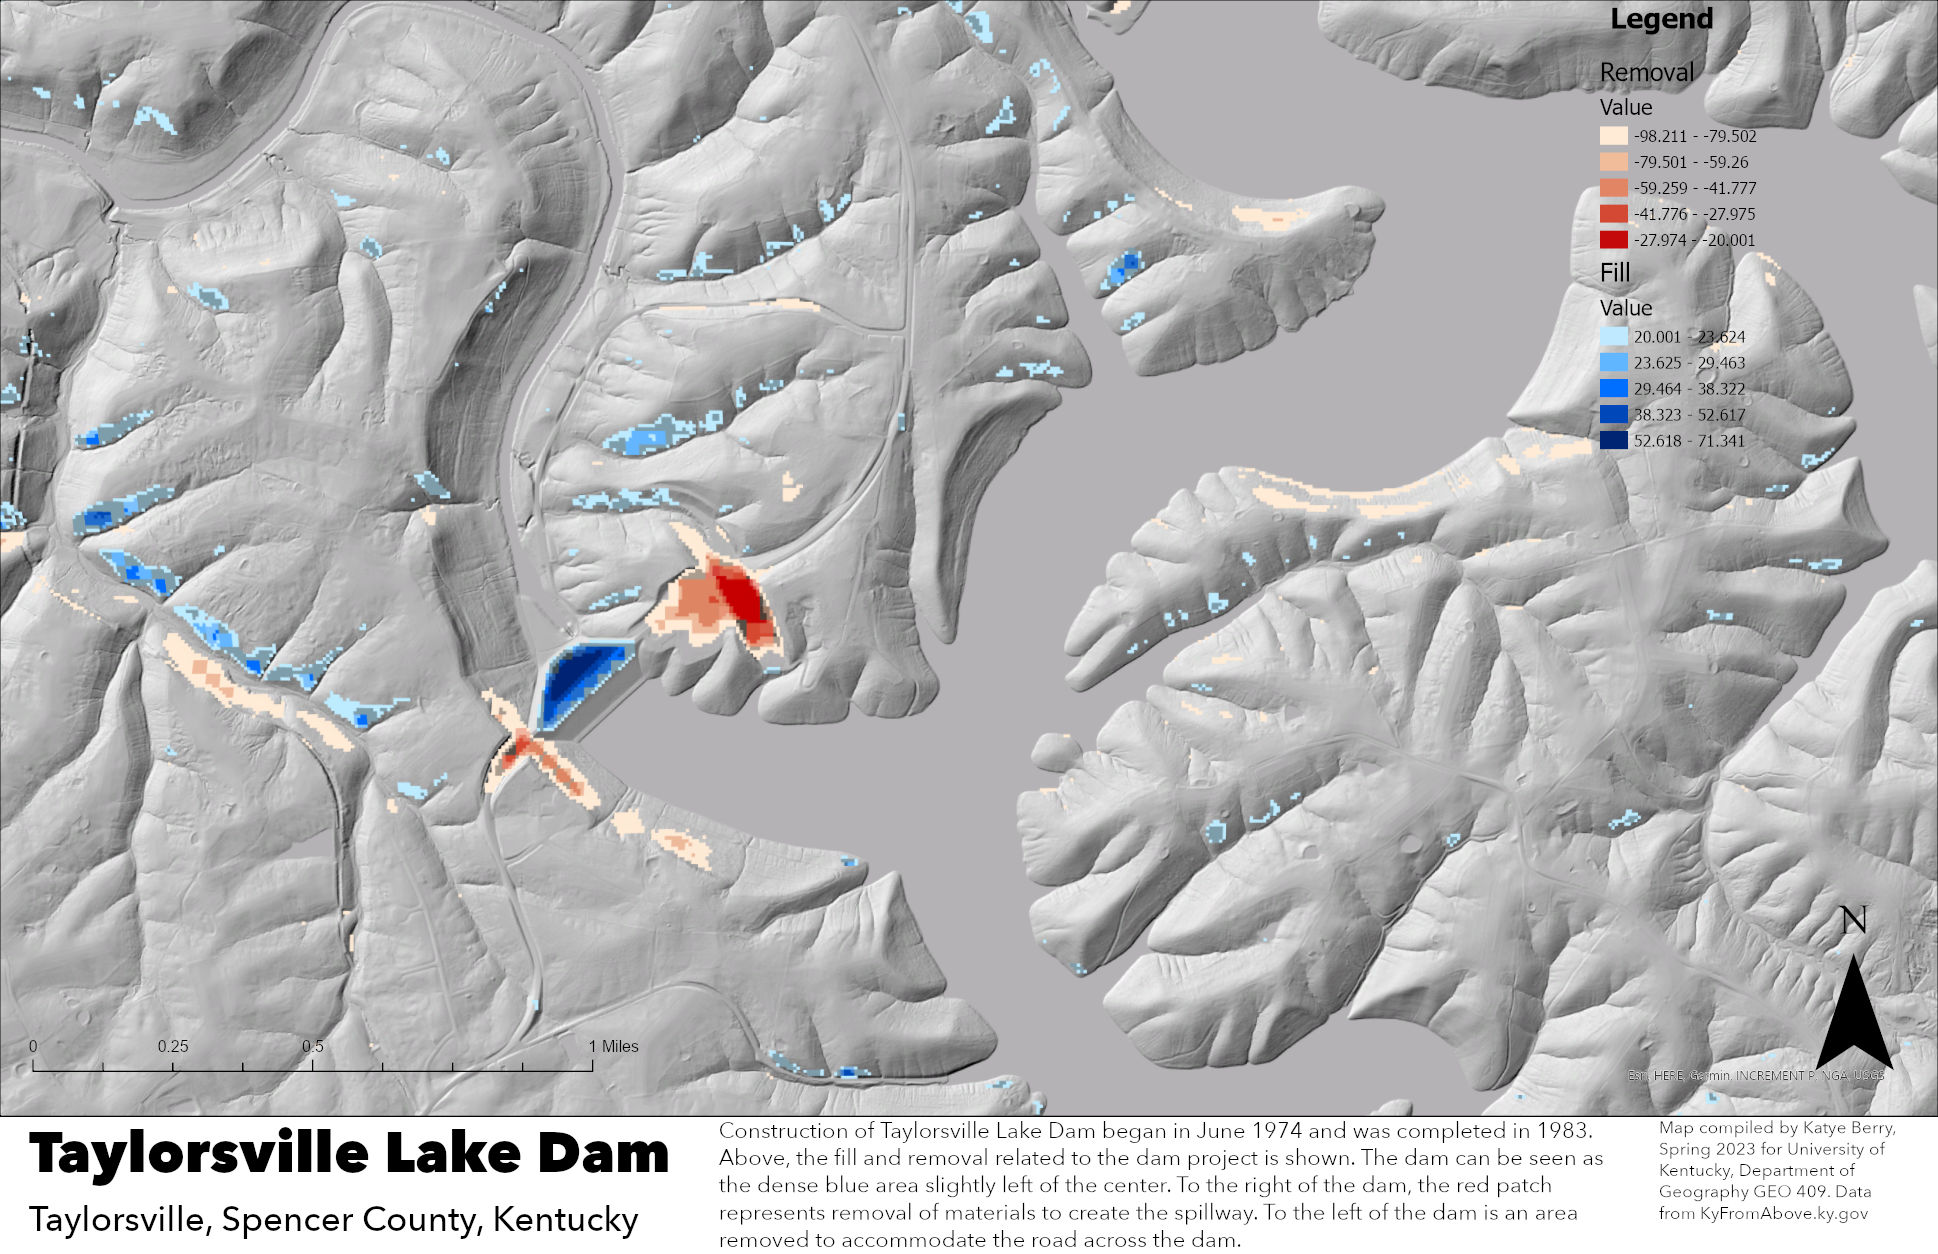 Legend
Removal
Value
-98.211 - -79.502
-79.501 - -59.26
-59.259 - -41.777
-41.776 - -27.975
-27.974 - -20.001
Fill
Value
20.001 - 23.624
23.625 - 29.463
29.464 - 38.322
38.323 - 52.617
52.618 - 71.341
N
0 0.25 0.5 1 Miles
Esri, HERE, Garmin, INCREMENT P, NGA, USGS
Taylorsville Lake Dam
Taylorsville, Spencer County, Kentucky
Construction of Taylorsville Lake Dam began in June 1974 and was completed in 1983.
Above, the fill and removal related to the dam project is shown. The dam can be seen as
the dense blue area slightly left of the center. To the right of the dam, the red patch
represents removal of materials to create the spillway. To the left of the dam is an area
removed to accommodate the road across the dam.
Map compiled by Katye Berry,
Spring 2023 for University of
Kentucky, Department of
Geography GEO 409. Data
from KyFromAbove.ky.gov